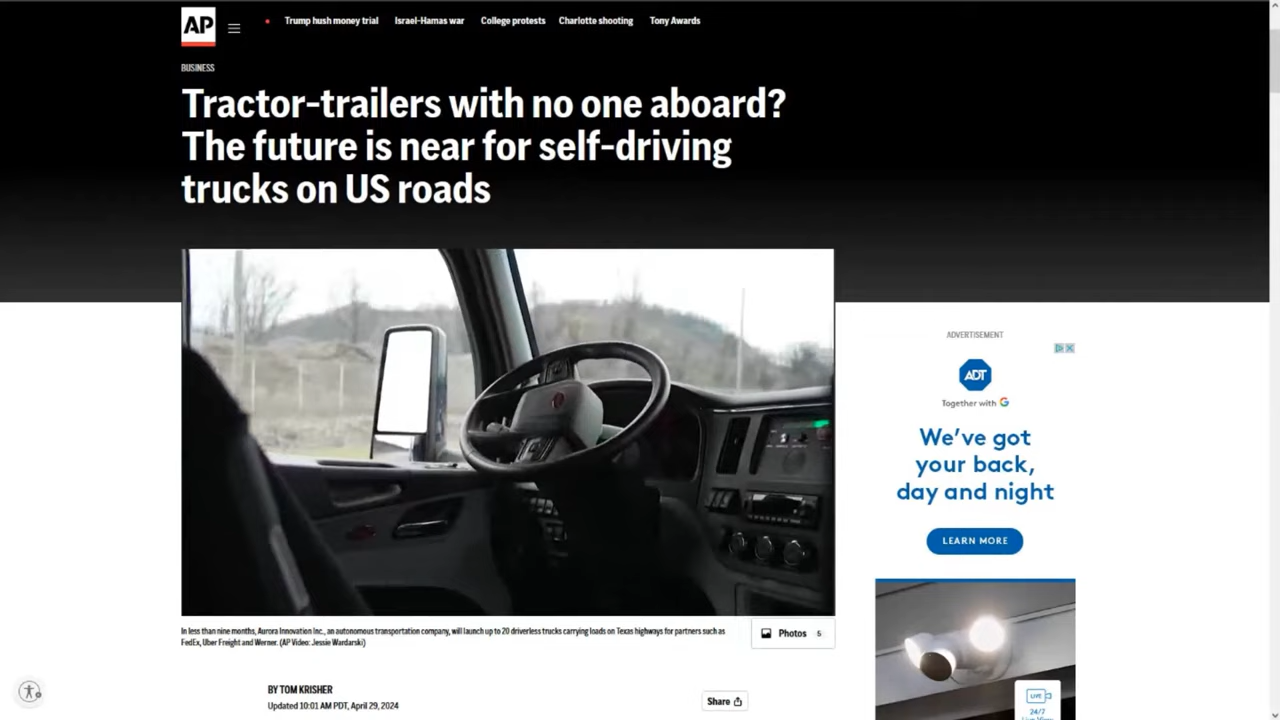 AP
Trump hush money trial
Israel-Hamas war
College protests
Charlotte shooting
Tony Awards
BUSINESS
Tractor-trailers with no one aboard?
The future is near for self-driving
trucks on US roads
ADVERTISEMENT
ADT
Together with G
We've got
your back,
day and night
LEARN MORE
In less than nine months, Aurora Innovation Inc., an autonomous transportation company, will launch up to 20 driverless trucks carrying loads on Texas highways for partners such as
FedEx, Uber Freight and Werner. (AP Video: Jessie Wardarski)
Photos 5
BY TOM KRISHER
Updated 10:01 AM PDT, April 29, 2024
Share
LIVE
24/7
Live View